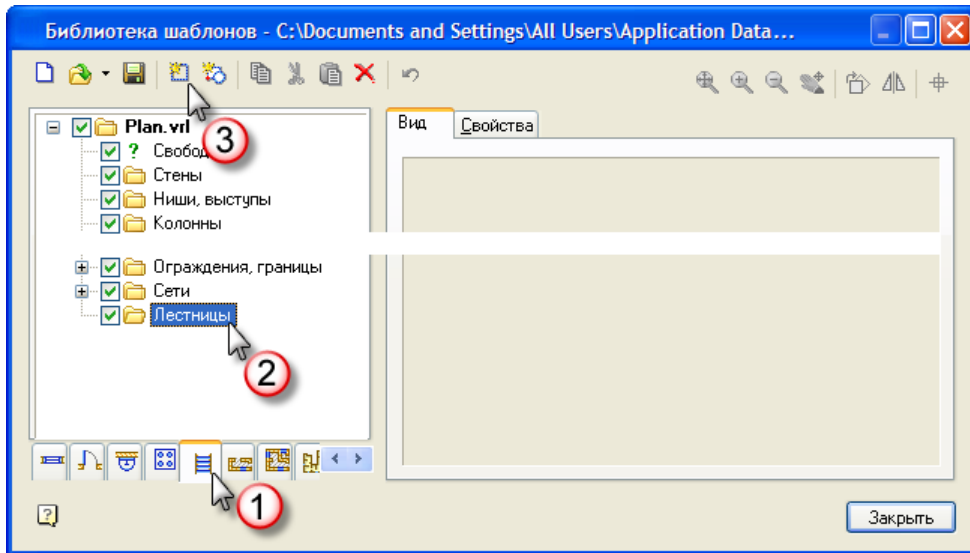 Библиотека шаблонов - C:\Documents and Settings\All Users\Application Data...
Plan.vrl
3
Свобод
Стены
Ниши, выступы
Колонны
Ограждения, границы
Сети
Лестницы
2
1
Вид
Свойства
Закрыть